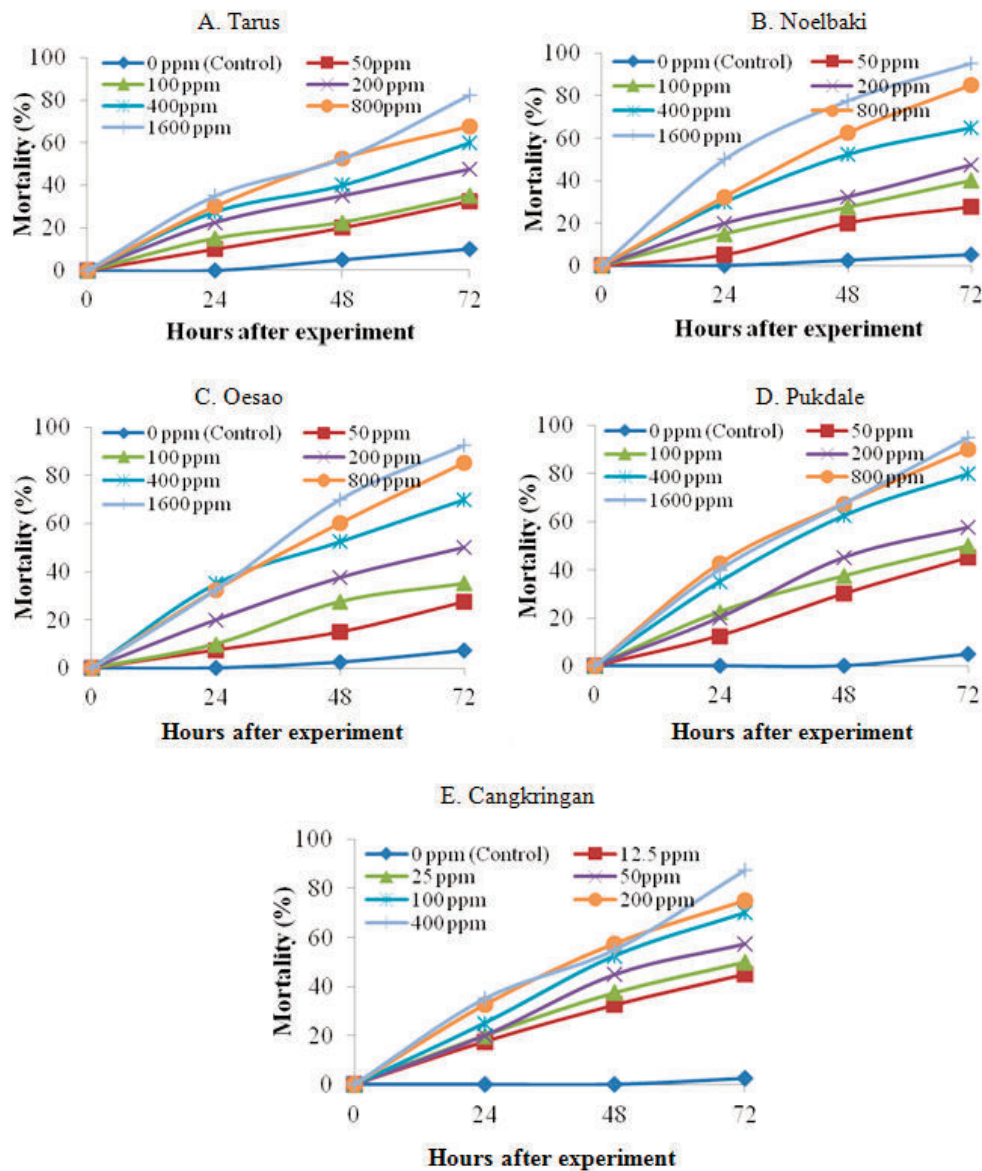 A. Tarus
Mortality (%)
100
80
60
40
20
0
0 ppm (Control)
50ppm
100 ppm
200 ppm
400ppm
800ppm
1600 ppm
0 24 48 72
Hours after experiment
B. Noelbaki
Mortality (%)
100
80
60
40
20
0
0 ppm (Control)
50 ppm
100 ppm
200 ppm
400 ppm
800 ppm
1600 ppm
0 24 48 72
Hours after experiment
C. Oesao
Mortality (%)
100
80
60
40
20
0
0 ppm (Control)
50 ppm
100 ppm
200 ppm
400 ppm
800 ppm
1600 ppm
0 24 48 72
Hours after experiment
D. Pukdale
Mortality (%)
100
80
60
40
20
0
0 ppm (Control)
50 ppm
100 ppm
200 ppm
400 ppm
800 ppm
1600 ppm
0 24 48 72
Hours after experiment
E. Cangkringan
Mortality (%)
100
80
60
40
20
0
0 ppm (Control)
12.5 ppm
25 ppm
50ppm
100 ppm
200 ppm
400 ppm
0 24 48 72
Hours after experiment